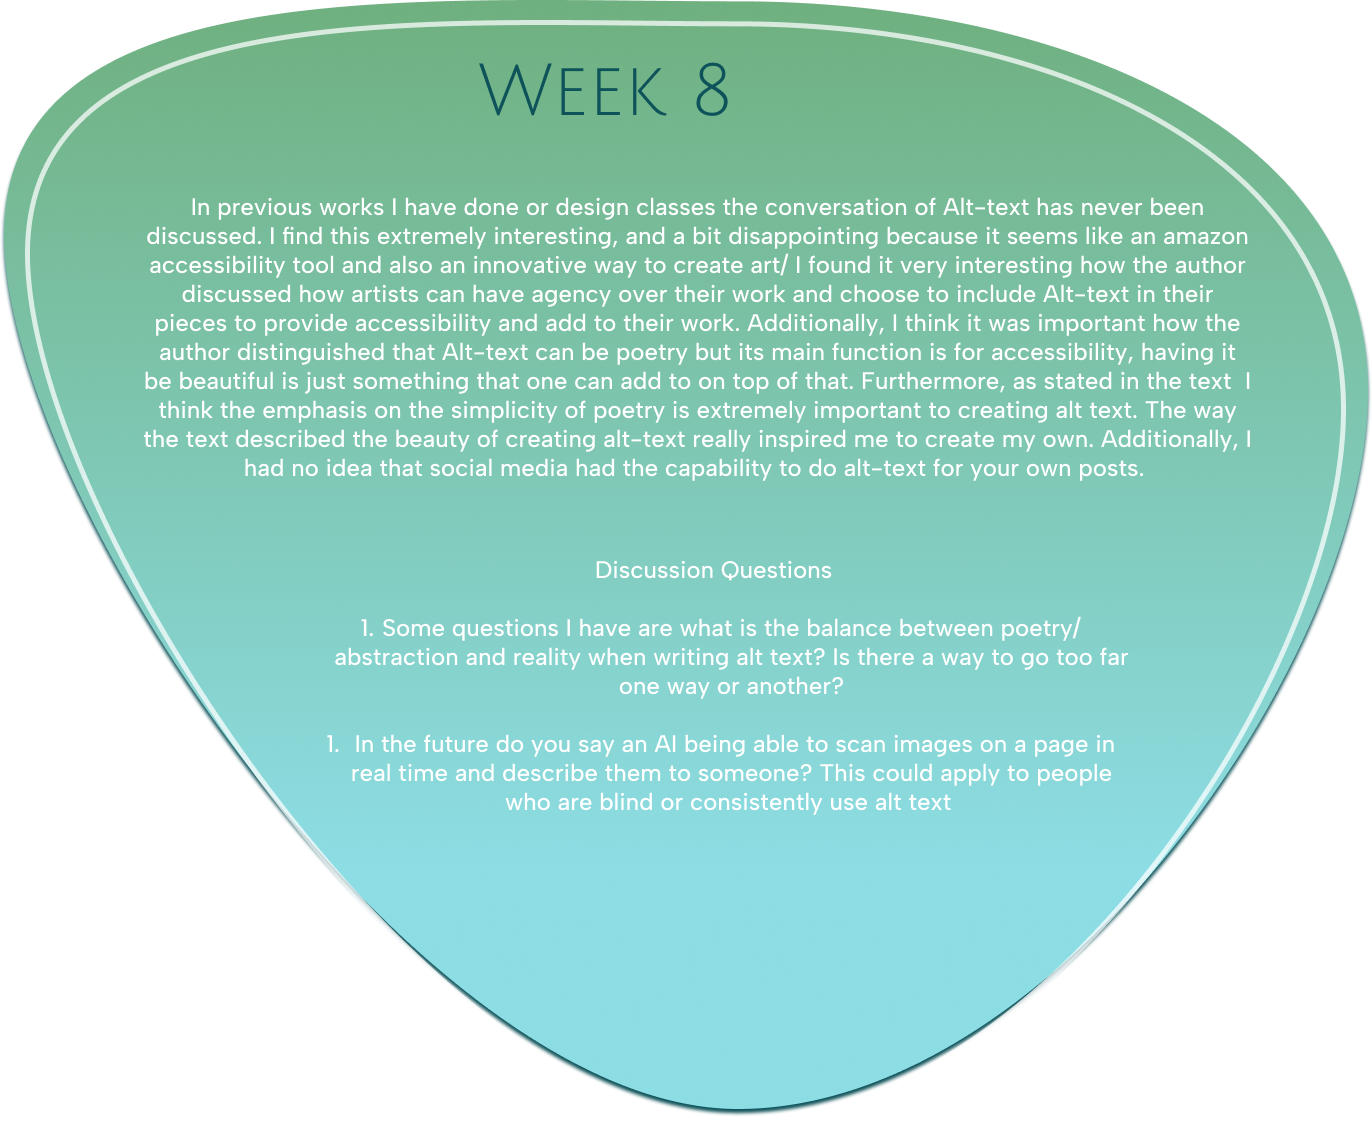 Week 8
In previous works I have done or design classes the conversation of Alt-text has never been
discussed. I find this extremely interesting, and a bit disappointing because it seems like an amazon
accessibility tool and also an innovative way to create art/ I found it very interesting how the author
discussed how artists can have agency over their work and choose to include Alt-text in their
pieces to provide accessibility and add to their work. Additionally, I think it was important how the
author distinguished that Alt-text can be poetry but its main function is for accessibility, having it
be beautiful is just something that one can add to on top of that. Furthermore, as stated in the text  I
think the emphasis on the simplicity of poetry is extremely important to creating alt text. The way
the text described the beauty of creating alt-text really inspired me to create my own. Additionally, I
had no idea that social media had the capability to do alt-text for your own posts.
Discussion Questions
1. Some questions I have are what is the balance between poetry/
abstraction and reality when writing alt text? Is there a way to go too far
one way or another?
1.  In the future do you say an AI being able to scan images on a page in
real time and describe them to someone? This could apply to people
who are blind or consistently use alt text